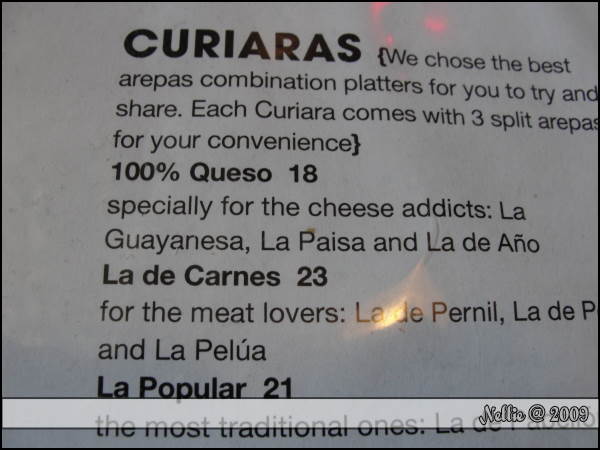 CURIARAS {We chose the best
arepas combination platters for you to try and
share. Each Curiara comes with 3 split arepas
for your convenience}
100% Queso 18
specially for the cheese addicts: La
Guayanesa, La Paisa and La de Año
La de Carnes 23
for the meat lovers: La de Pernil, La de
and La Pelúa
La Popular 21
the most traditional ones: La de
Nellie @ 2009